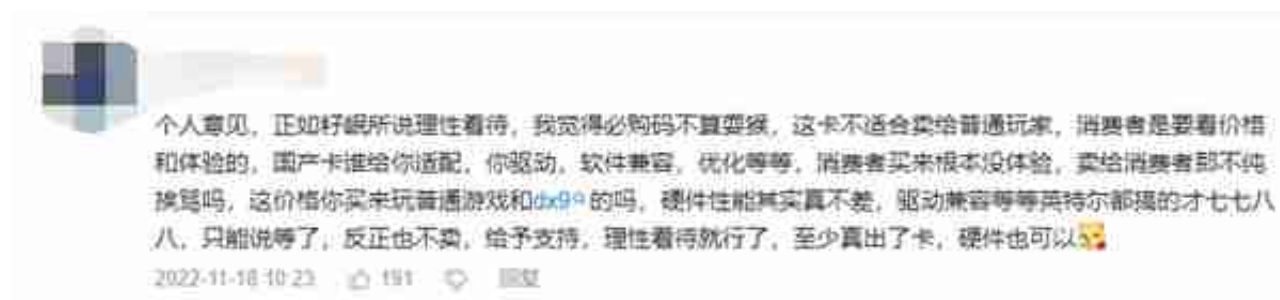 个人意见，正如籽岷所说理性看待，我觉得必购码不算耍猴，这卡不适合卖给普通玩家，消费者是要看价格
和体验的，国产卡谁给你适配，你驱动，软件兼容，优化等等，消费者买来根本没体验，卖给消费者那不纯
挨骂吗，这价格你买来玩普通游戏和dx9的吗，硬件性能其实真不差，驱动兼容等等英特尔都搞的才七七八
八，只能说等了，反正也不卖，给予支持，理性看待就行了，至少真出了卡，硬件也可以
2022-11-18 10:23 191 回复